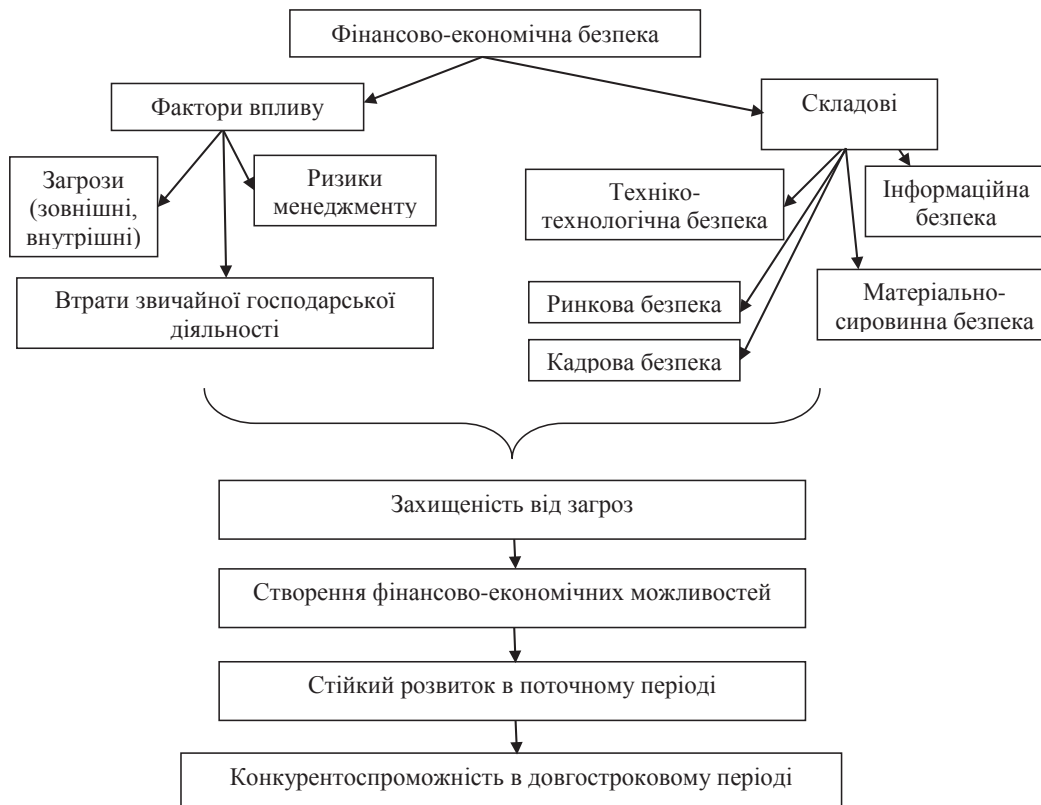 Фінансово-економічна безпека
Фактори впливу
Складові
Загрози
(зовнішні,
внутрішні)
Ризики
менеджменту
Втрати звичайної господарської
діяльності
Техніко-
технологічна безпека
Інформаційна
безпека
Ринкова безпека
Матеріально-
сировинна безпека
Кадрова безпека
Захищеність від загроз
Створення фінансово-економічних можливостей
Стійкий розвиток в поточному періоді
Конкурентоспроможність в довгостроковому періоді